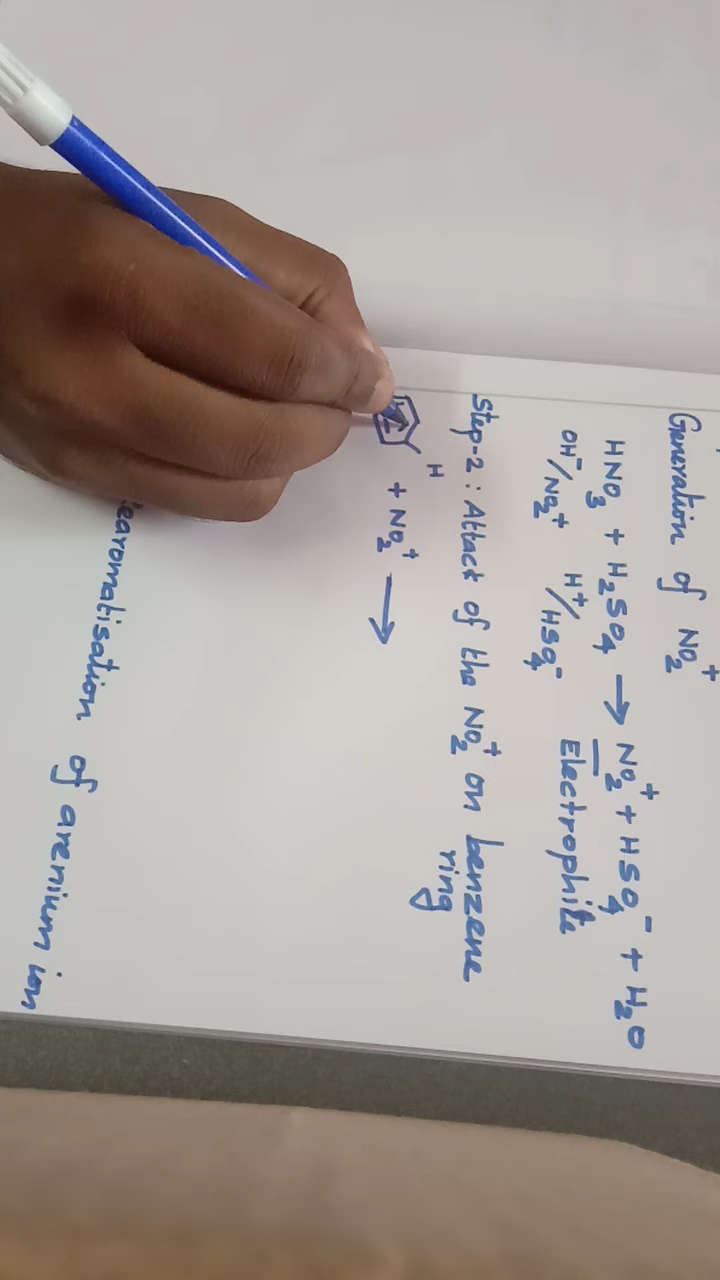 Generation of NO₂⁺
HNO₃ + H₂SO₄ → NO₂⁺ + HSO₄⁻ + H₂O
OH⁻/NO₂⁺ H⁺/HSO₄⁻ Electrophile
Step-2 : Attack of the NO₂⁺ on benzene
ring
H
+ NO₂⁺ →
earomatisation of arenium ion